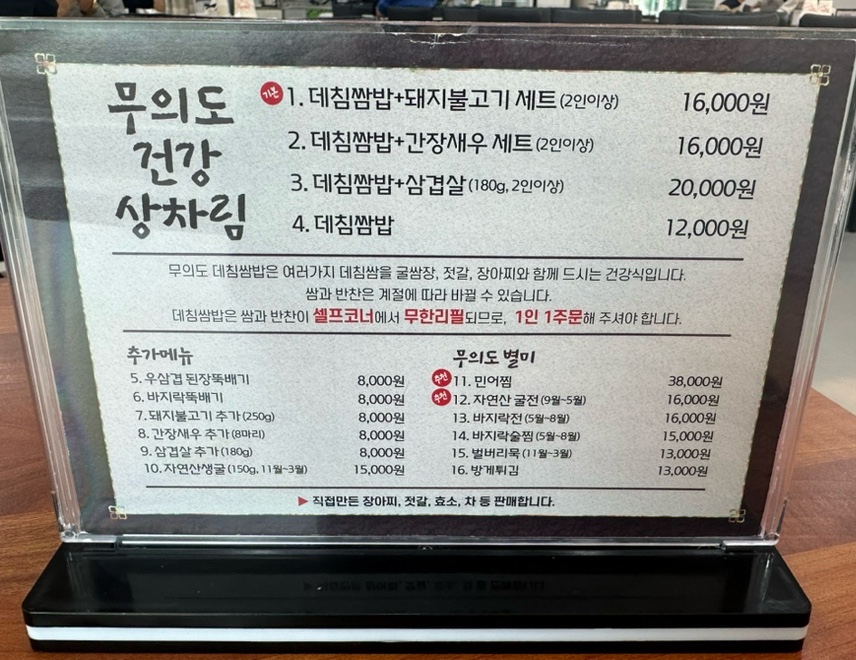 무의도
건강
상차림
기본 1. 데침쌈밥+돼지불고기 세트 (2인이상) 16,000원
2. 데침쌈밥+간장새우 세트 (2인이상) 16,000원
3. 데침쌈밥+삼겹살 (180g, 2인이상) 20,000원
4. 데침쌈밥 12,000원
무의도 데침쌈밥은 여러가지 데침쌈을 굴쌈장, 젓갈, 장아찌와 함께 드시는 건강식입니다.
쌈과 반찬은 계절에 따라 바뀔 수 있습니다.
데침쌈밥은 쌈과 반찬이 셀프코너에서 무한리필되므로, 1인 1주문해 주셔야 합니다.
추가메뉴
5. 우삼겹 된장뚝배기 8,000원
6. 바지락뚝배기 8,000원
7. 돼지불고기 추가 (250g) 8,000원
8. 간장새우 추가 (8마리) 8,000원
9. 삼겹살 추가 (180g) 8,000원
10. 자연산생굴 (150g, 11월~3월) 15,000원
무의도 별미
추천 11. 민어찜 38,000원
추천 12. 자연산 굴전 (9월~5월) 16,000원
13. 바지락전 (5월~8월) 16,000원
14. 바지락술찜 (5월~8월) 15,000원
15. 벌버리묵 (11월~3월) 13,000원
16. 방게튀김 13,000원
▶ 직접만든 장아찌, 젓갈, 효소, 차 등 판매합니다.